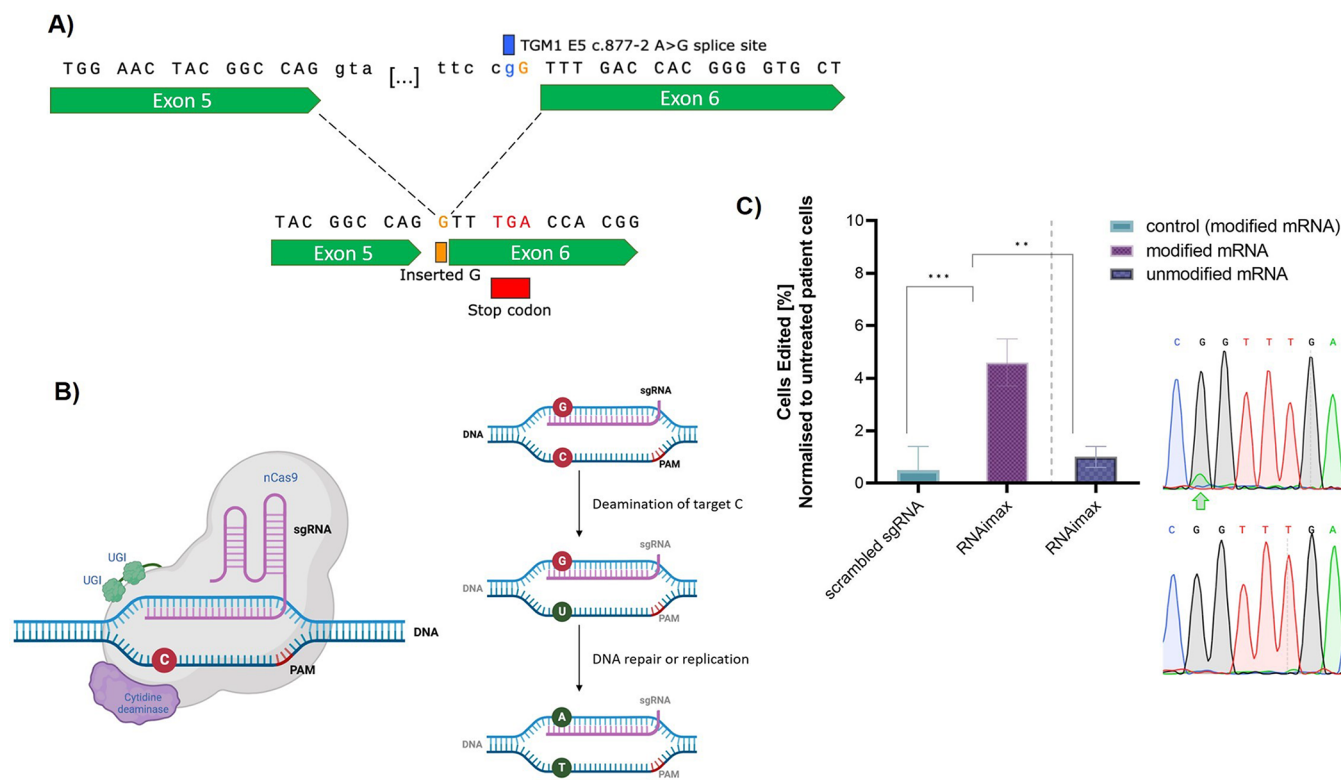 A)
TGM1 E5 c.877-2 A>G splice site
TGG AAC TAC GGC CAG gta [...] ttc cgG TTT GAC CAC GGG GTG CT
Exon 5
Exon 6
TAC GGC CAG GTT TGA CCA CGG
Exon 5
Exon 6
Inserted G
Stop codon
B)
nCas9
sgRNA
UGI
UGI
DNA
C
PAM
Cytidine
deaminase
sgRNA
G
DNA
C
PAM
Deamination of target C
sgRNA
G
DNA
U
PAM
DNA repair or replication
sgRNA
A
DNA
T
PAM
C)
Cells Edited [%]
Normalised to untreated patient cells
10
8
6
4
2
0
***
**
scrambled sgRNA
RNAimax
RNAimax
control (modified mRNA)
modified mRNA
unmodified mRNA
C G G T T T G A
C G G T T T G A